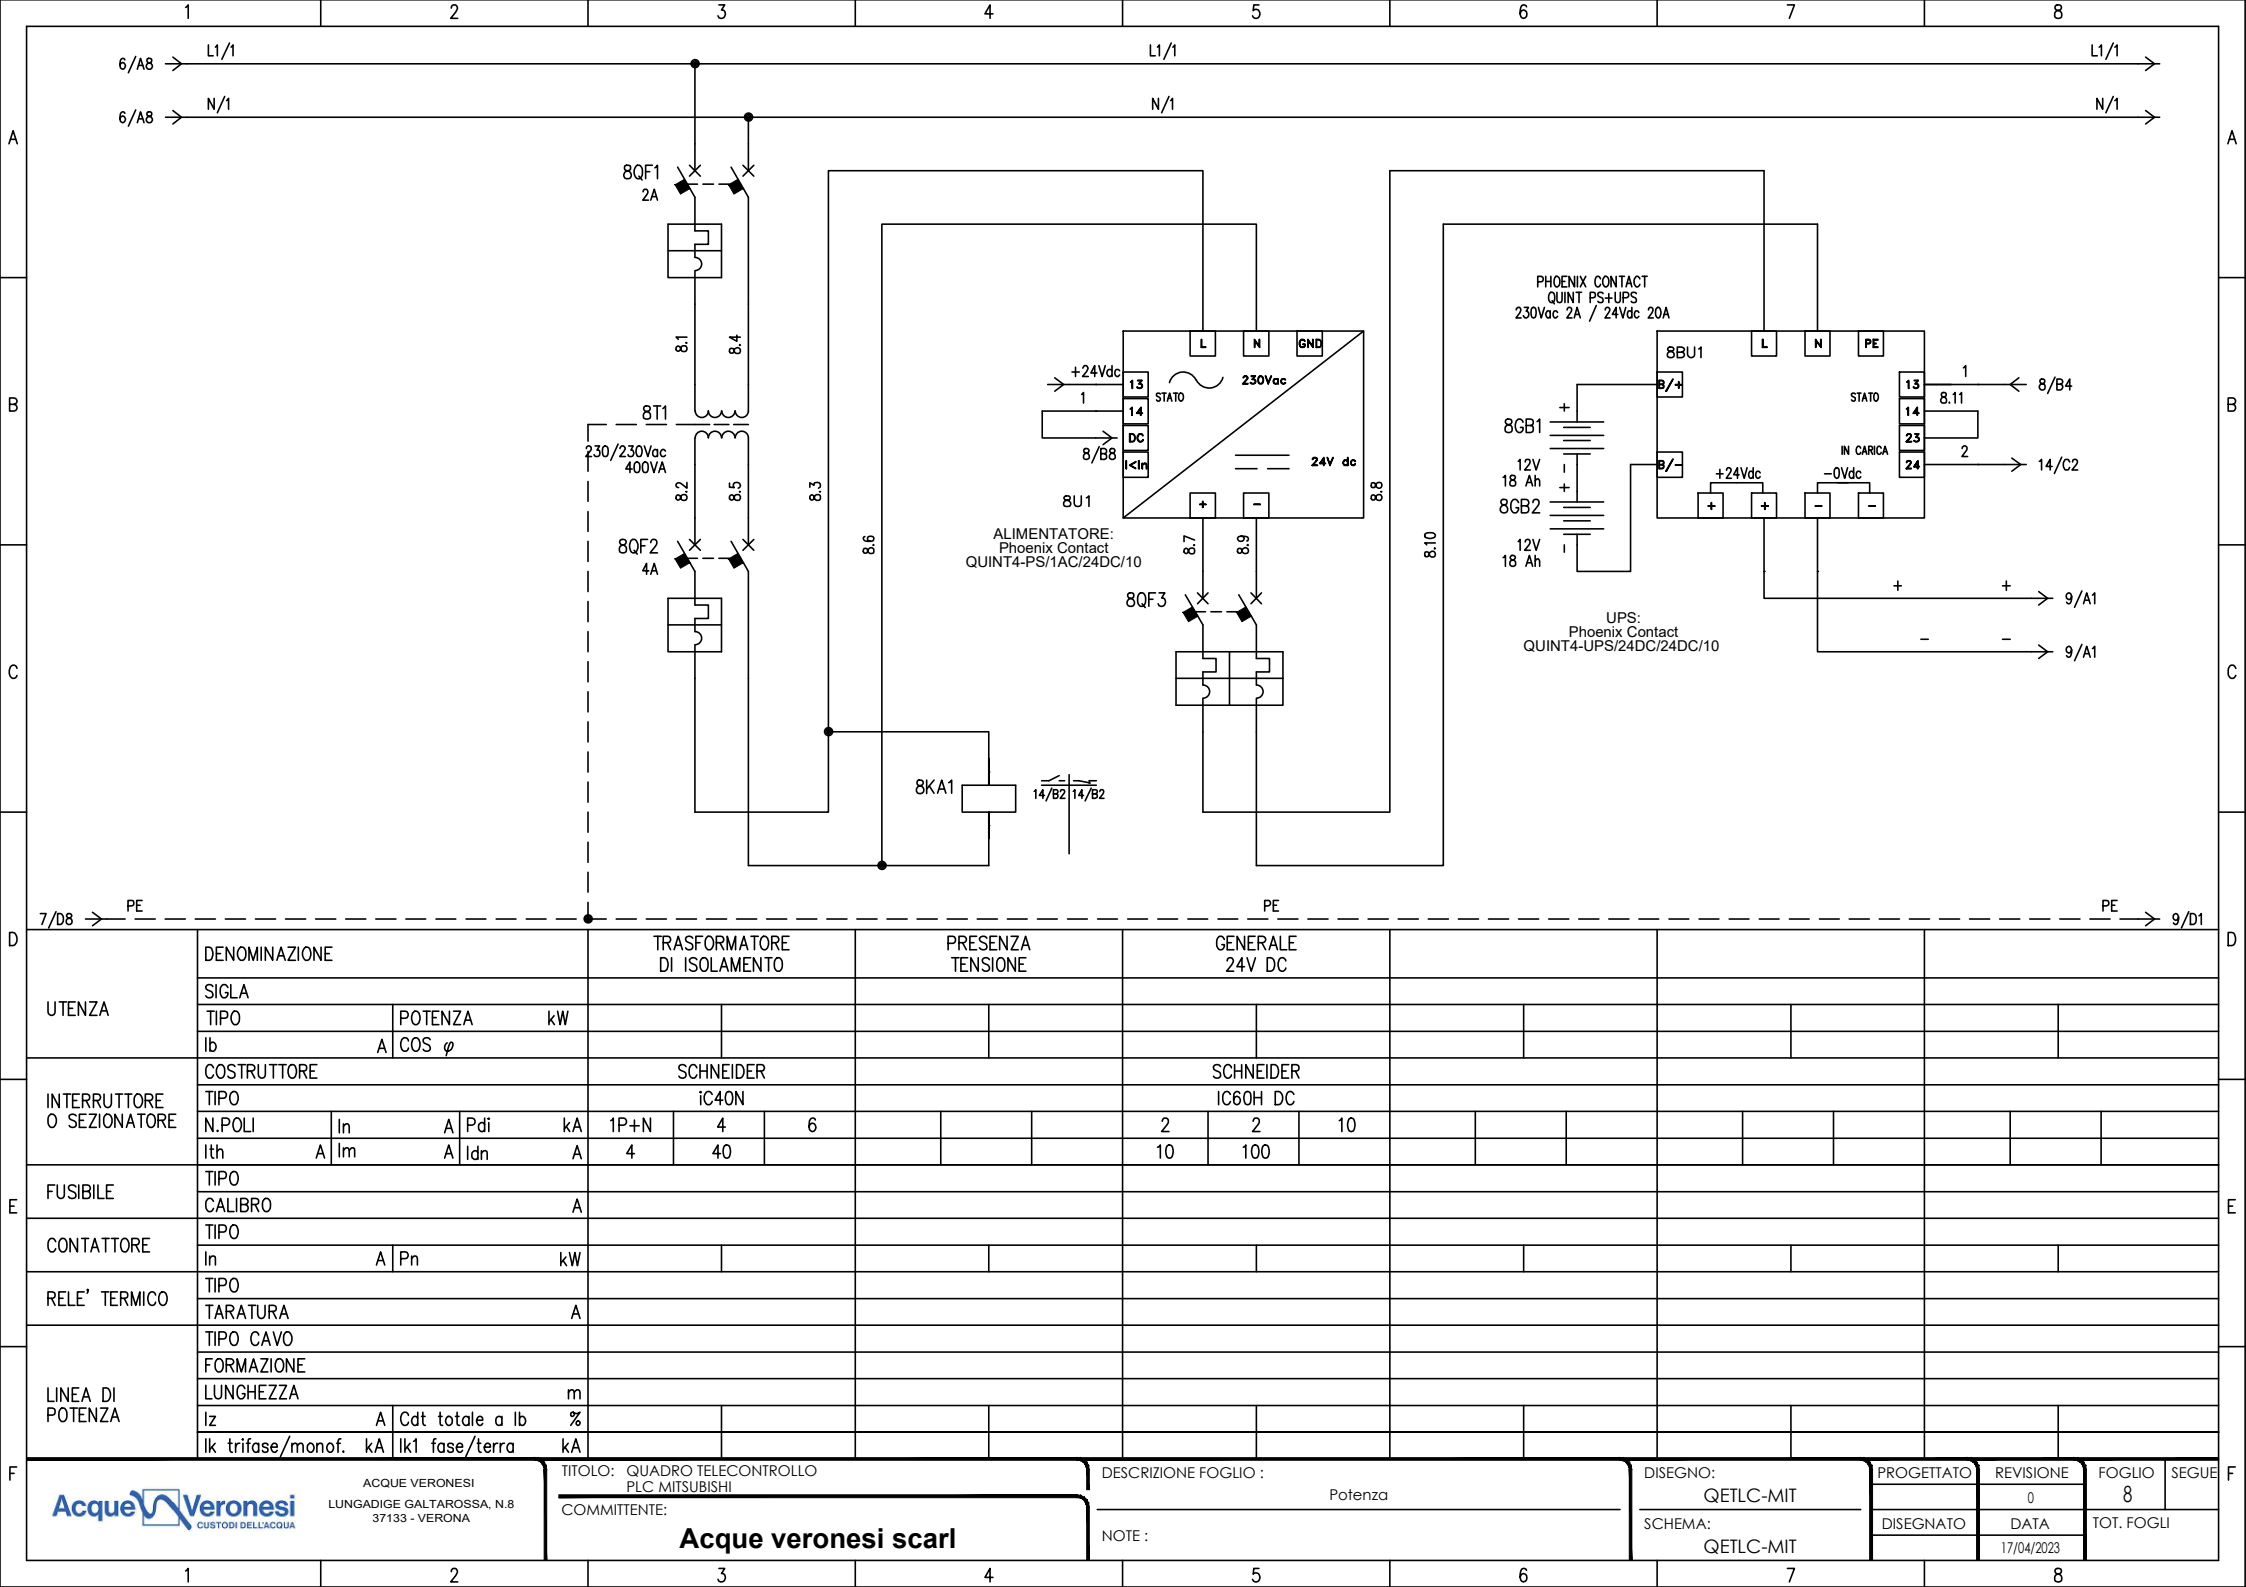 1 2 3 4 5 6 7 8
L1/1 L1/1 L1/1
6/A8
N/1 N/1 N/1
6/A8
A A
8QF1
2A
PHOENIX CONTACT
QUINT PS+UPS
230Vac 2A / 24Vdc 20A
8.1 8.4
L N GND
8BU1 L N PE
+24Vdc 13 230Vac
STATO
1 14
DC
8/B8 I<In
24V dc
8U1 + -
ALIMENTATORE:
Phoenix Contact
QUINT4-PS/1AC/24DC/10
B/+ 13 1 8/B4
STATO 14 8.11
23
IN CARICA
B/- 24 2 14/C2
+24Vdc -0Vdc
+ + - -
B B
8T1
230/230Vac
400VA
8.2 8.5 8.3 8.6
8.7 8.9 8.8 8.10
+
8GB1
12V -
18 Ah +
8GB2
12V -
18 Ah
8QF2
4A
8QF3
UPS:
Phoenix Contact
QUINT4-UPS/24DC/24DC/10
+ + 9/A1
- - 9/A1
C C
8KA1
14/B2 14/B2
7/D8 PE PE PE 9/D1
D D
UTENZA
DENOMINAZIONE
TRASFORMATORE
DI ISOLAMENTO
PRESENZA
TENSIONE
GENERALE
24V DC
SIGLA
TIPO POTENZA kW
Ib A COS φ
INTERRUTTORE
O SEZIONATORE
COSTRUTTORE SCHNEIDER SCHNEIDER
TIPO iC40N IC60H DC
N.POLI In A Pdi kA 1P+N 4 6 2 2 10
Ith A Im A Idn A 4 40 10 100
FUSIBILE
TIPO
CALIBRO A
E E
CONTATTORE
TIPO
In A Pn kW
RELE' TERMICO
TIPO
TARATURA A
LINEA DI
POTENZA
TIPO CAVO
FORMAZIONE
LUNGHEZZA m
Iz A Cdt totale a Ib %
Ik trifase/monof. kA Ik1 fase/terra kA
F F
Acque Veronesi
CUSTODI DELL'ACQUA
ACQUE VERONESI
LUNGADIGE GALTAROSSA, N.8
37133 - VERONA
TITOLO: QUADRO TELECONTROLLO
PLC MITSUBISHI
COMMITTENTE:
Acque veronesi scarl
DESCRIZIONE FOGLIO :
Potenza
NOTE :
DISEGNO:
QETLC-MIT
SCHEMA:
QETLC-MIT
PROGETTATO REVISIONE FOGLIO SEGUE
0 8
DISEGNATO DATA TOT. FOGLI
17/04/2023
1 2 3 4 5 6 7 8